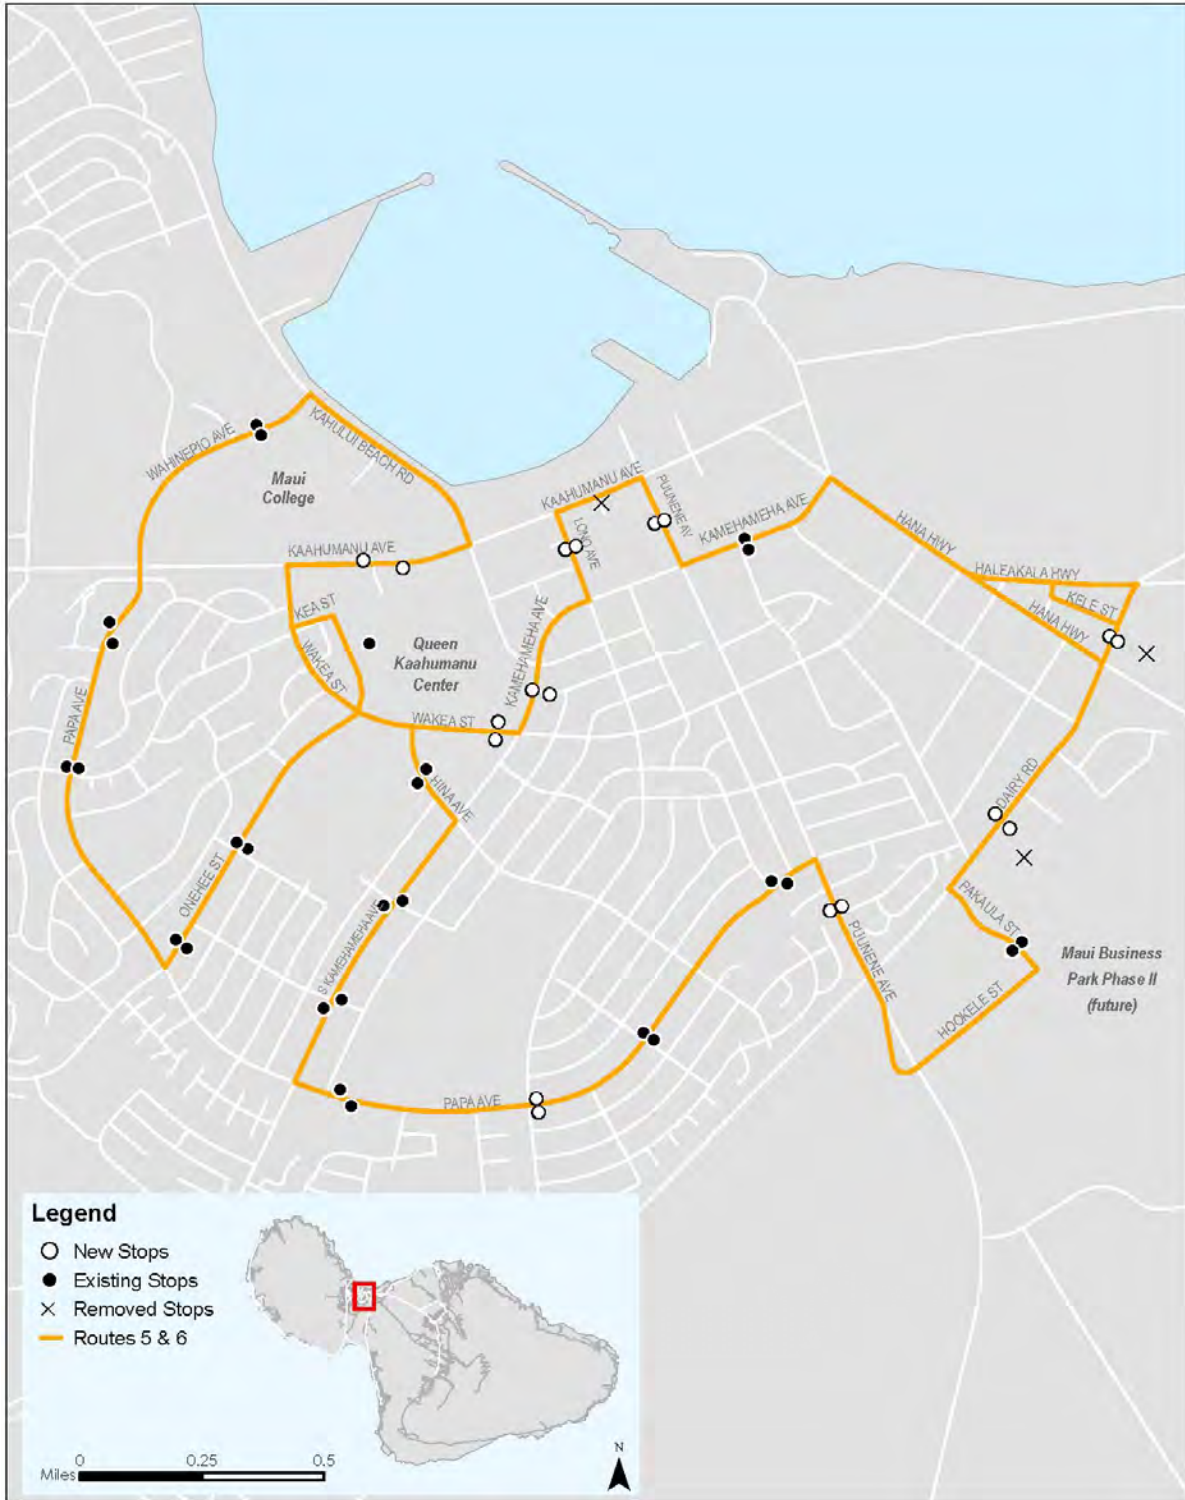 WAHINEPIO AVE
KAHULUI BEACH RD
Maui
College
KAAHUMANU AVE
KAAHUMANU AVE
LONO AVE
PUUNENE AV
KAMEHAMEHA AVE
HANA HWY
HALEAKALA HWY
KELE ST
HANA HWY
KEA ST
WAKEA ST
Queen
Kaahumanu
Center
KAMEHAMEHA AVE
WAKEA ST
PAPA AVE
HINA AVE
DAIRY RD
ONEHEE ST
S KAMEHAMEHA AVE
PAKAULA ST
PUUNENE AVE
HOOKELE ST
Maui Business
Park Phase II
(future)
PAPA AVE
Legend
New Stops
Existing Stops
Removed Stops
Routes 5 & 6
0 0.25 0.5
Miles
N